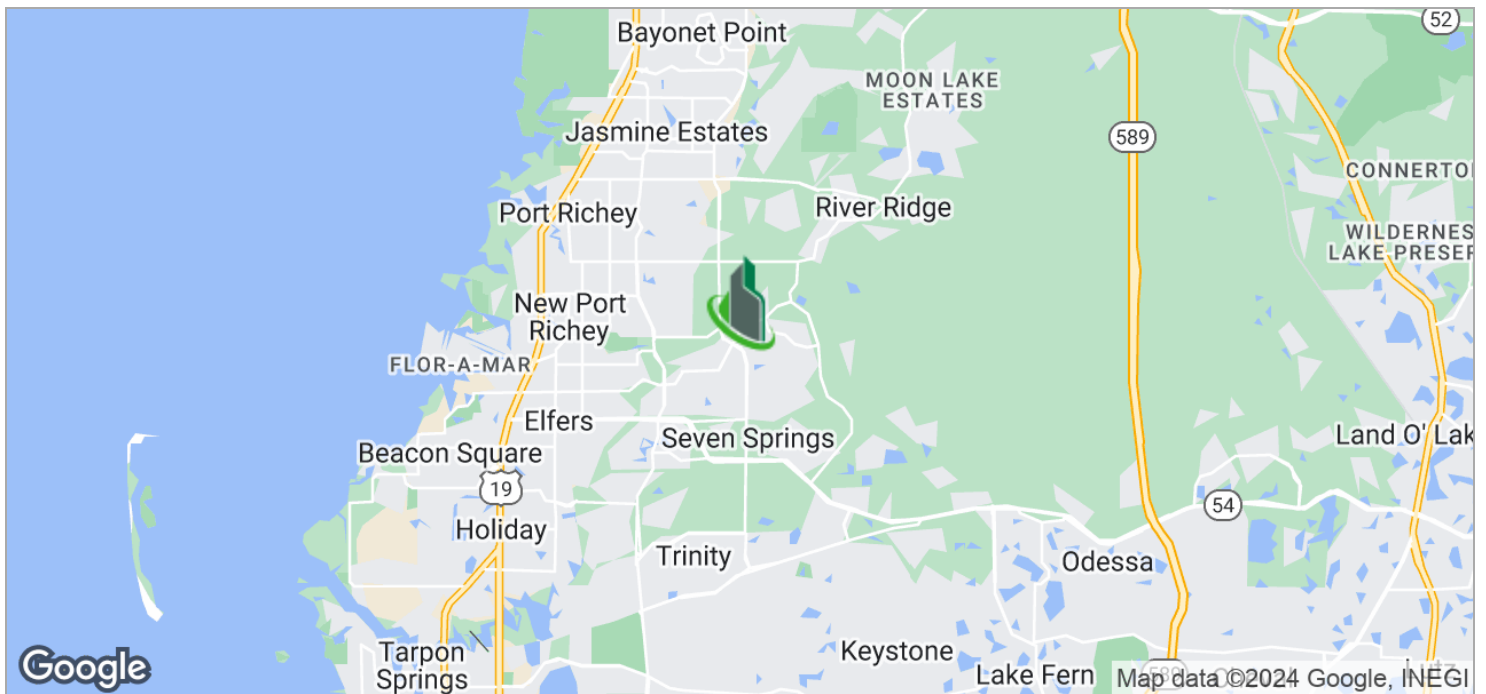 52
Bayonet Point
MOON LAKE
ESTATES
Jasmine Estates
589
CONNERTO
Port Richey
River Ridge
WILDERNES
LAKE PRESER
New Port
Richey
FLOR-A-MAR
Elfers
Seven Springs
Land O' Lak
Beacon Square
19
54
Holiday
Trinity
Odessa
Keystone
Tarpon
Springs
Lake Fern
589
Lutz
Google
Map data ©2024 Google, INEGI